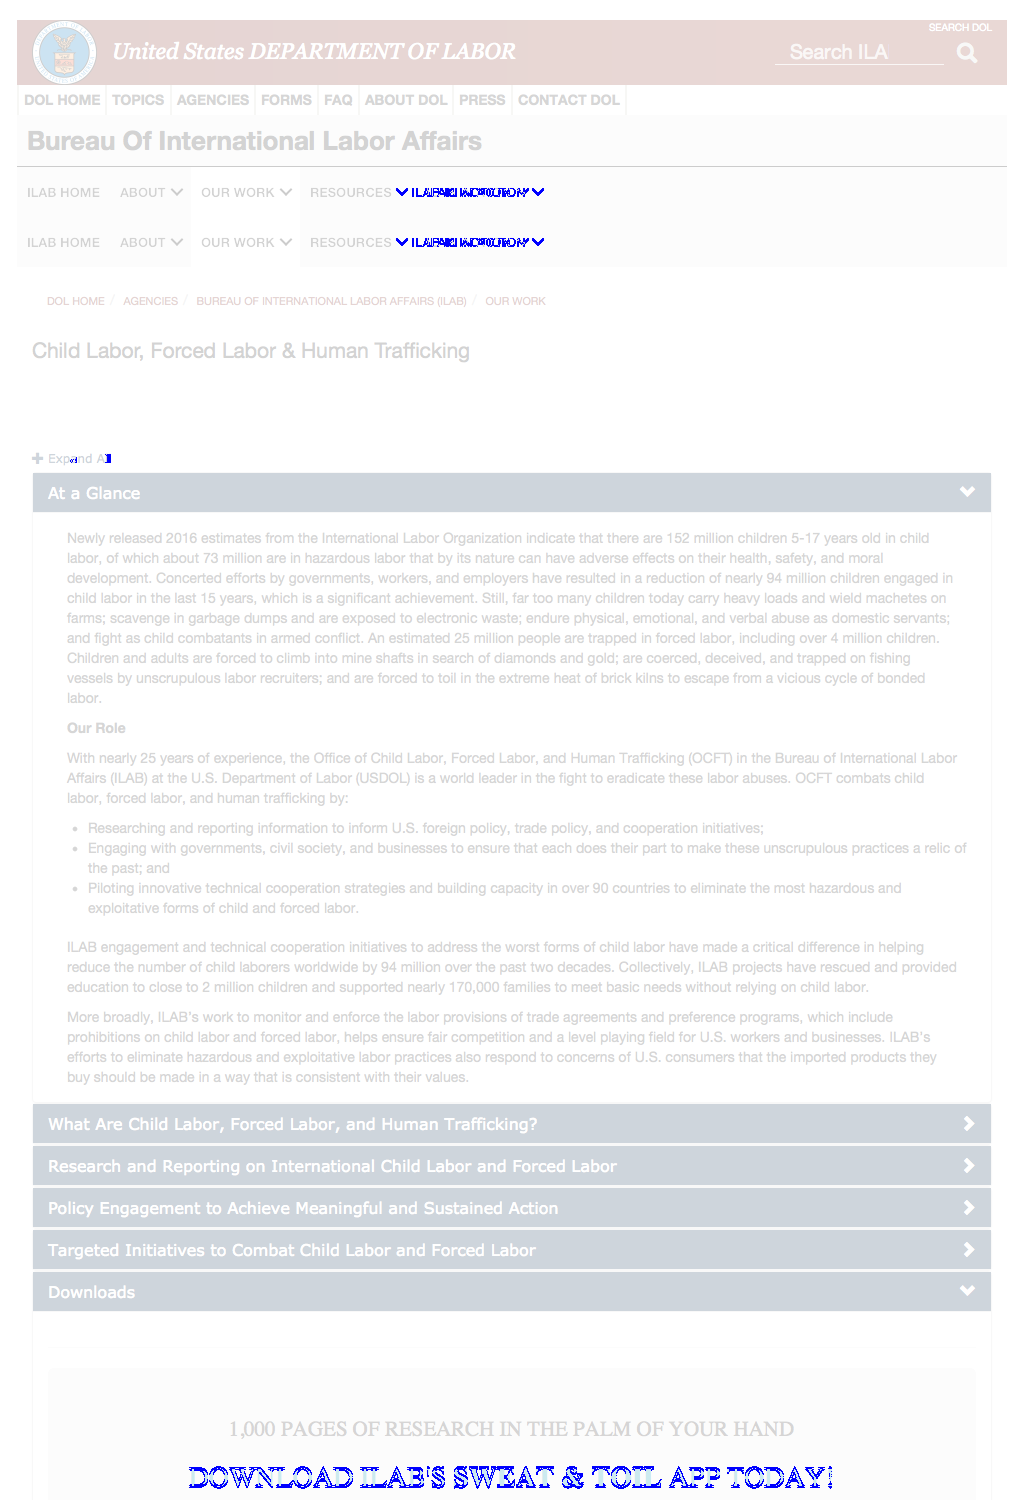 SEARCH DOL
United States DEPARTMENT OF LABOR
Search ILA
DOL HOME TOPICS AGENCIES FORMS FAQ ABOUT DOL PRESS CONTACT DOL
Bureau Of International Labor Affairs
ILAB HOME ABOUT OUR WORK RESOURCES
ILAB HOME ABOUT OUR WORK RESOURCES
DOL HOME / AGENCIES / BUREAU OF INTERNATIONAL LABOR AFFAIRS (ILAB) / OUR WORK
Child Labor, Forced Labor & Human Trafficking
Expand All
At a Glance
Newly released 2016 estimates from the International Labor Organization indicate that there are 152 million children 5-17 years old in child
labor, of which about 73 million are in hazardous labor that by its nature can have adverse effects on their health, safety, and moral
development. Concerted efforts by governments, workers, and employers have resulted in a reduction of nearly 94 million children engaged in
child labor in the last 15 years, which is a significant achievement. Still, far too many children today carry heavy loads and wield machetes on
farms; scavenge in garbage dumps and are exposed to electronic waste; endure physical, emotional, and verbal abuse as domestic servants;
and fight as child combatants in armed conflict. An estimated 25 million people are trapped in forced labor, including over 4 million children.
Children and adults are forced to climb into mine shafts in search of diamonds and gold; are coerced, deceived, and trapped on fishing
vessels by unscrupulous labor recruiters; and are forced to toil in the extreme heat of brick kilns to escape from a vicious cycle of bonded
labor.
Our Role
With nearly 25 years of experience, the Office of Child Labor, Forced Labor, and Human Trafficking (OCFT) in the Bureau of International Labor
Affairs (ILAB) at the U.S. Department of Labor (USDOL) is a world leader in the fight to eradicate these labor abuses. OCFT combats child
labor, forced labor, and human trafficking by:
• Researching and reporting information to inform U.S. foreign policy, trade policy, and cooperation initiatives;
• Engaging with governments, civil society, and businesses to ensure that each does their part to make these unscrupulous practices a relic of
the past; and
• Piloting innovative technical cooperation strategies and building capacity in over 90 countries to eliminate the most hazardous and
exploitative forms of child and forced labor.
ILAB engagement and technical cooperation initiatives to address the worst forms of child labor have made a critical difference in helping
reduce the number of child laborers worldwide by 94 million over the past two decades. Collectively, ILAB projects have rescued and provided
education to close to 2 million children and supported nearly 170,000 families to meet basic needs without relying on child labor.
More broadly, ILAB's work to monitor and enforce the labor provisions of trade agreements and preference programs, which include
prohibitions on child labor and forced labor, helps ensure fair competition and a level playing field for U.S. workers and businesses. ILAB's
efforts to eliminate hazardous and exploitative labor practices also respond to concerns of U.S. consumers that the imported products they
buy should be made in a way that is consistent with their values.
What Are Child Labor, Forced Labor, and Human Trafficking?
Research and Reporting on International Child Labor and Forced Labor
Policy Engagement to Achieve Meaningful and Sustained Action
Targeted Initiatives to Combat Child Labor and Forced Labor
Downloads
1,000 PAGES OF RESEARCH IN THE PALM OF YOUR HAND
DOWNLOAD ILAB'S SWEAT & TOIL APP TODAY!